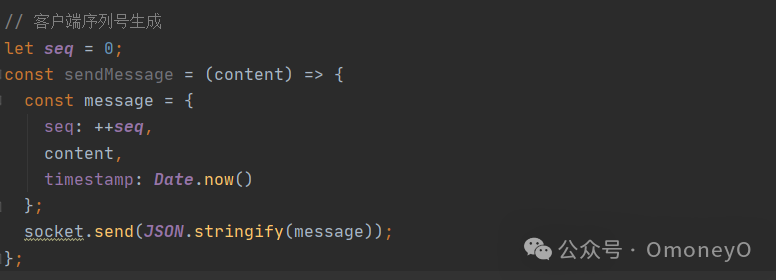 // 客户端序列号生成
let seq = 0;
const sendMessage = (content) => {
  const message = {
    seq: ++seq,
    content,
    timestamp: Date.now()
  };
  socket.send(JSON.stringify(message));
};
公众号 · OmoneyO